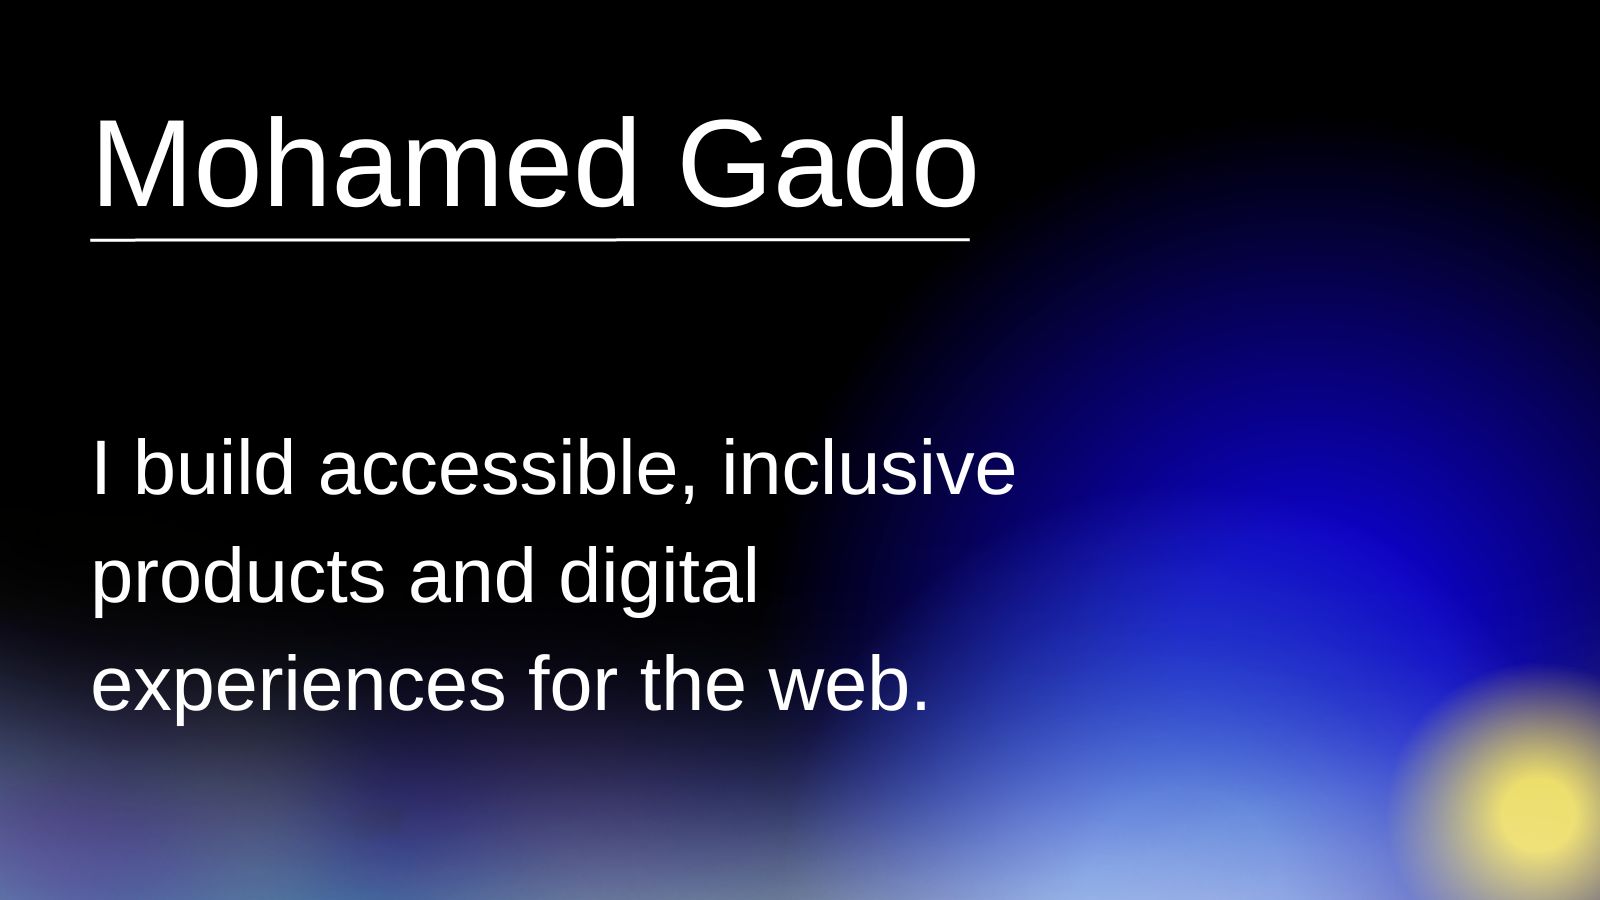 Mohamed Gado
I build accessible, inclusive
products and digital
experiences for the web.